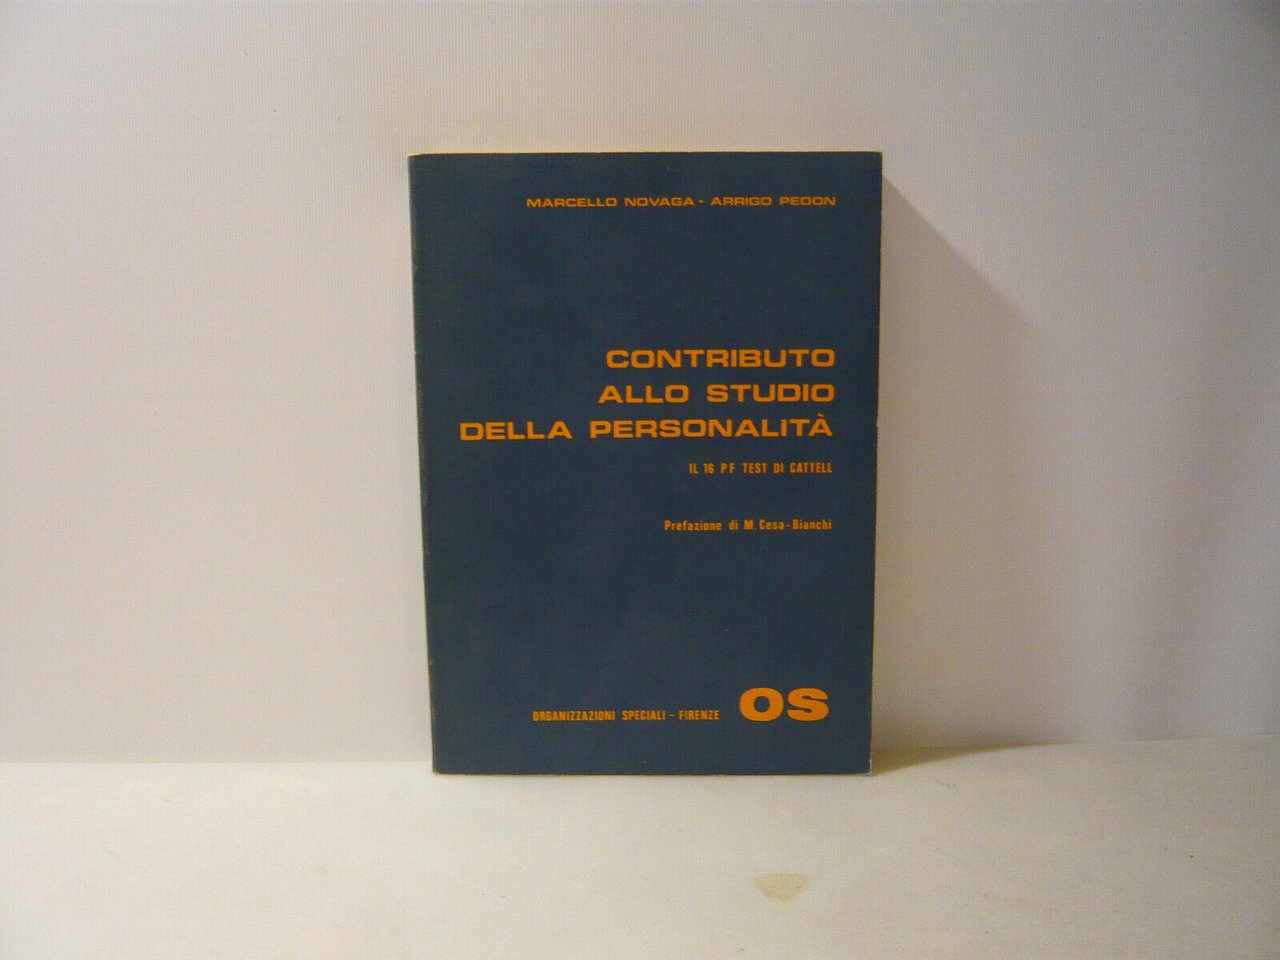 MARCELLO NOVAGA - ARRIGO PEDON
CONTRIBUTO
ALLO STUDIO
DELLA PERSONALITÀ
IL 16 PF TEST DI CATTELL
Prefazione di M. Cesa-Bianchi
ORGANIZZAZIONI SPECIALI - FIRENZE OS